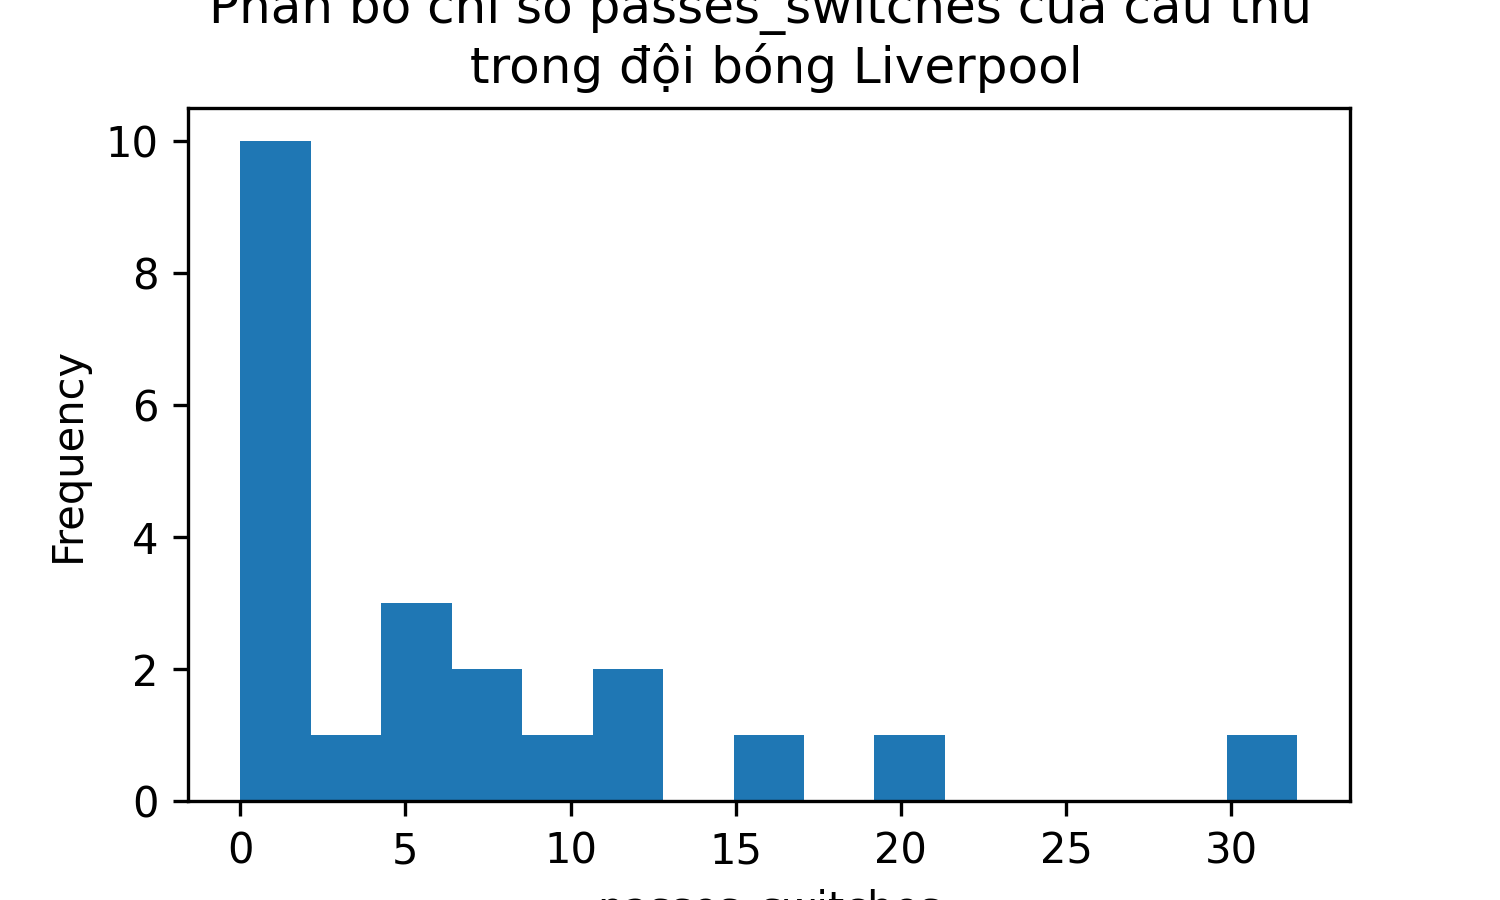 Phân bố chỉ số passes_switches của cầu thủ
trong đội bóng Liverpool
10
8
6
4
2
0
Frequency
0 5 10 15 20 25 30
passes_switches